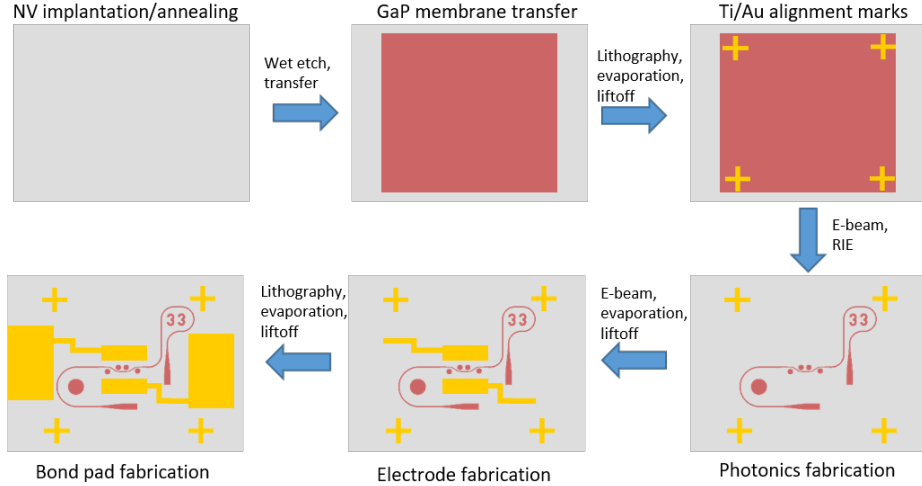 NV implantation/annealing
GaP membrane transfer
Ti/Au alignment marks
Wet etch,
transfer
Lithography,
evaporation,
liftoff
E-beam,
RIE
33
Photonics fabrication
E-beam,
evaporation,
liftoff
33
Electrode fabrication
Lithography,
evaporation,
liftoff
33
Bond pad fabrication